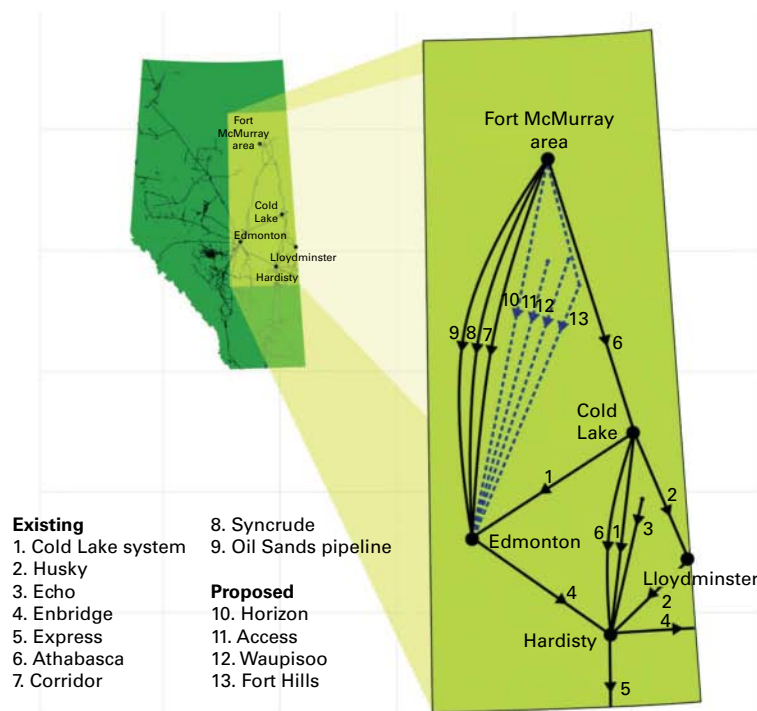 Fort
McMurray
area
Cold
Lake
Edmonton
Lloydminster
Hardisty
Fort McMurray
area
10 11 12 13
9 8 7
6
Cold
Lake
1
2
6 1 3
Edmonton
Lloydminster
2
4
4
Hardisty
5
Existing
1. Cold Lake system
2. Husky
3. Echo
4. Enbridge
5. Express
6. Athabasca
7. Corridor
8. Syncrude
9. Oil Sands pipeline
Proposed
10. Horizon
11. Access
12. Waupisoo
13. Fort Hills